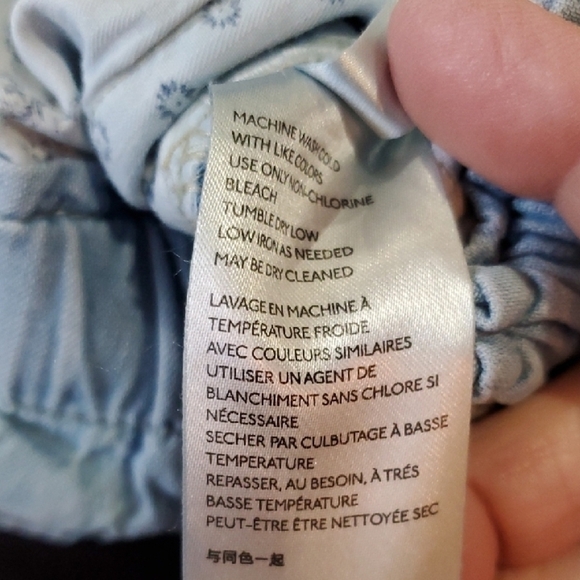 MACHINE WASH COLD
WITH LIKE COLORS
USE ONLY NON-CHLORINE
BLEACH
TUMBLE DRY LOW
LOW IRON AS NEEDED
MAY BE DRY CLEANED
LAVAGE EN MACHINE À
TEMPÉRATURE FROIDE
AVEC COULEURS SIMILAIRES
UTILISER UN AGENT DE
BLANCHIMENT SANS CHLORE SI
NÉCESSAIRE
SECHER PAR CULBUTAGE À BASSE
TEMPERATURE
REPASSER, AU BESOIN, À TRÉS
BASSE TEMPÉRATURE
PEUT-ÊTRE ÊTRE NETTOYÉE SEC
与同色一起